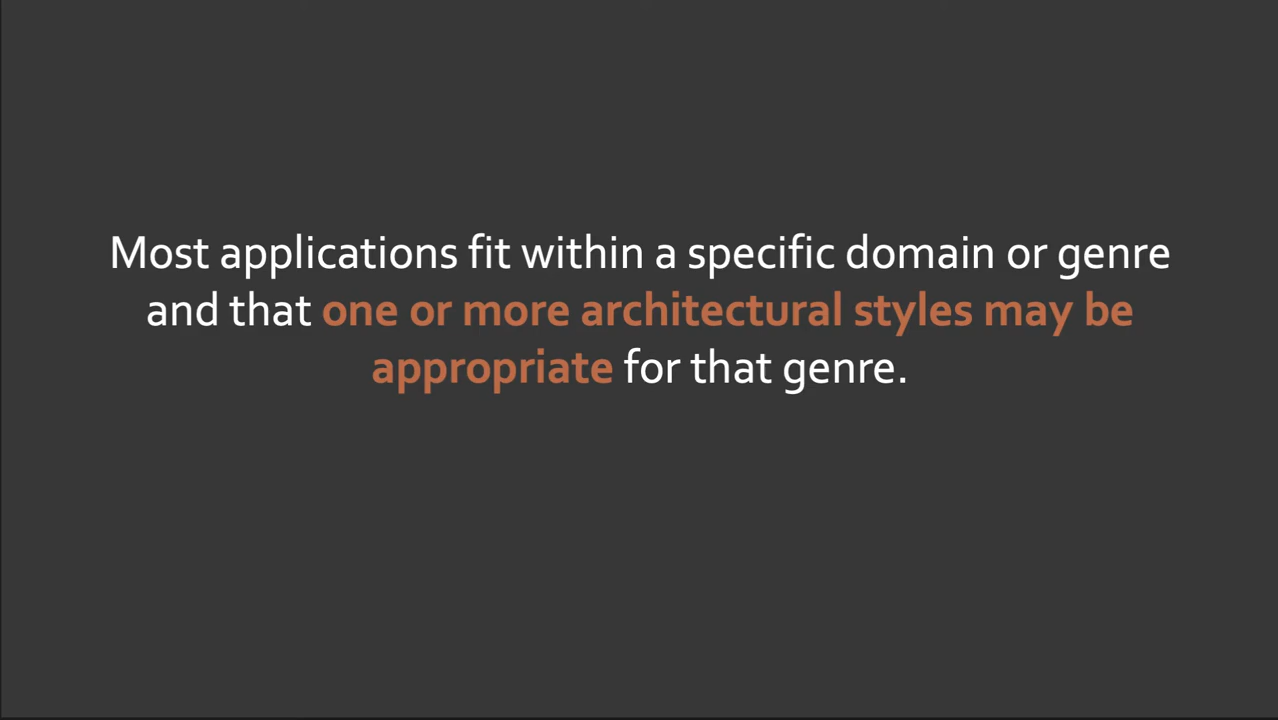 Most applications fit within a specific domain or genre
and that one or more architectural styles may be
appropriate for that genre.